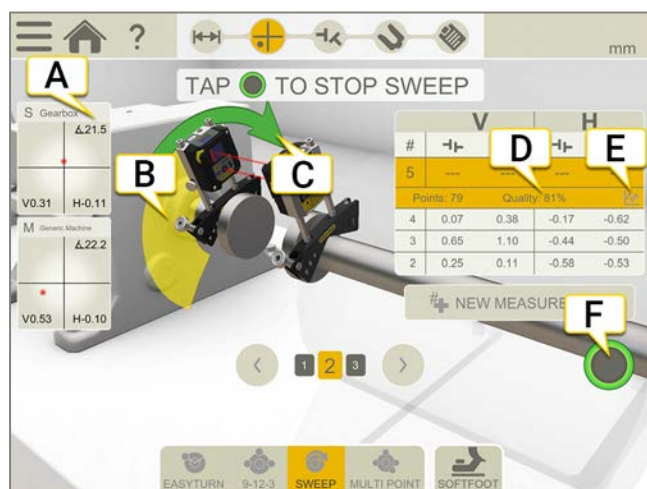 ?
mm
A
TAP TO STOP SWEEP
S Gearbox
∡21.5
V0.31 H-0.11
B
C
M Generic Machine
∡22.2
V0.53 H-0.10
V H
D
E
#
5 --- --- ---
Points: 79 Quality: 81%
4 0.07 0.38 -0.17 -0.62
3 0.65 1.10 -0.44 -0.50
2 0.25 0.11 -0.58 -0.53
# NEW MEASURE
F
1 2 3
EASYTURN 9-12-3 SWEEP MULTI POINT SOFTFOOT